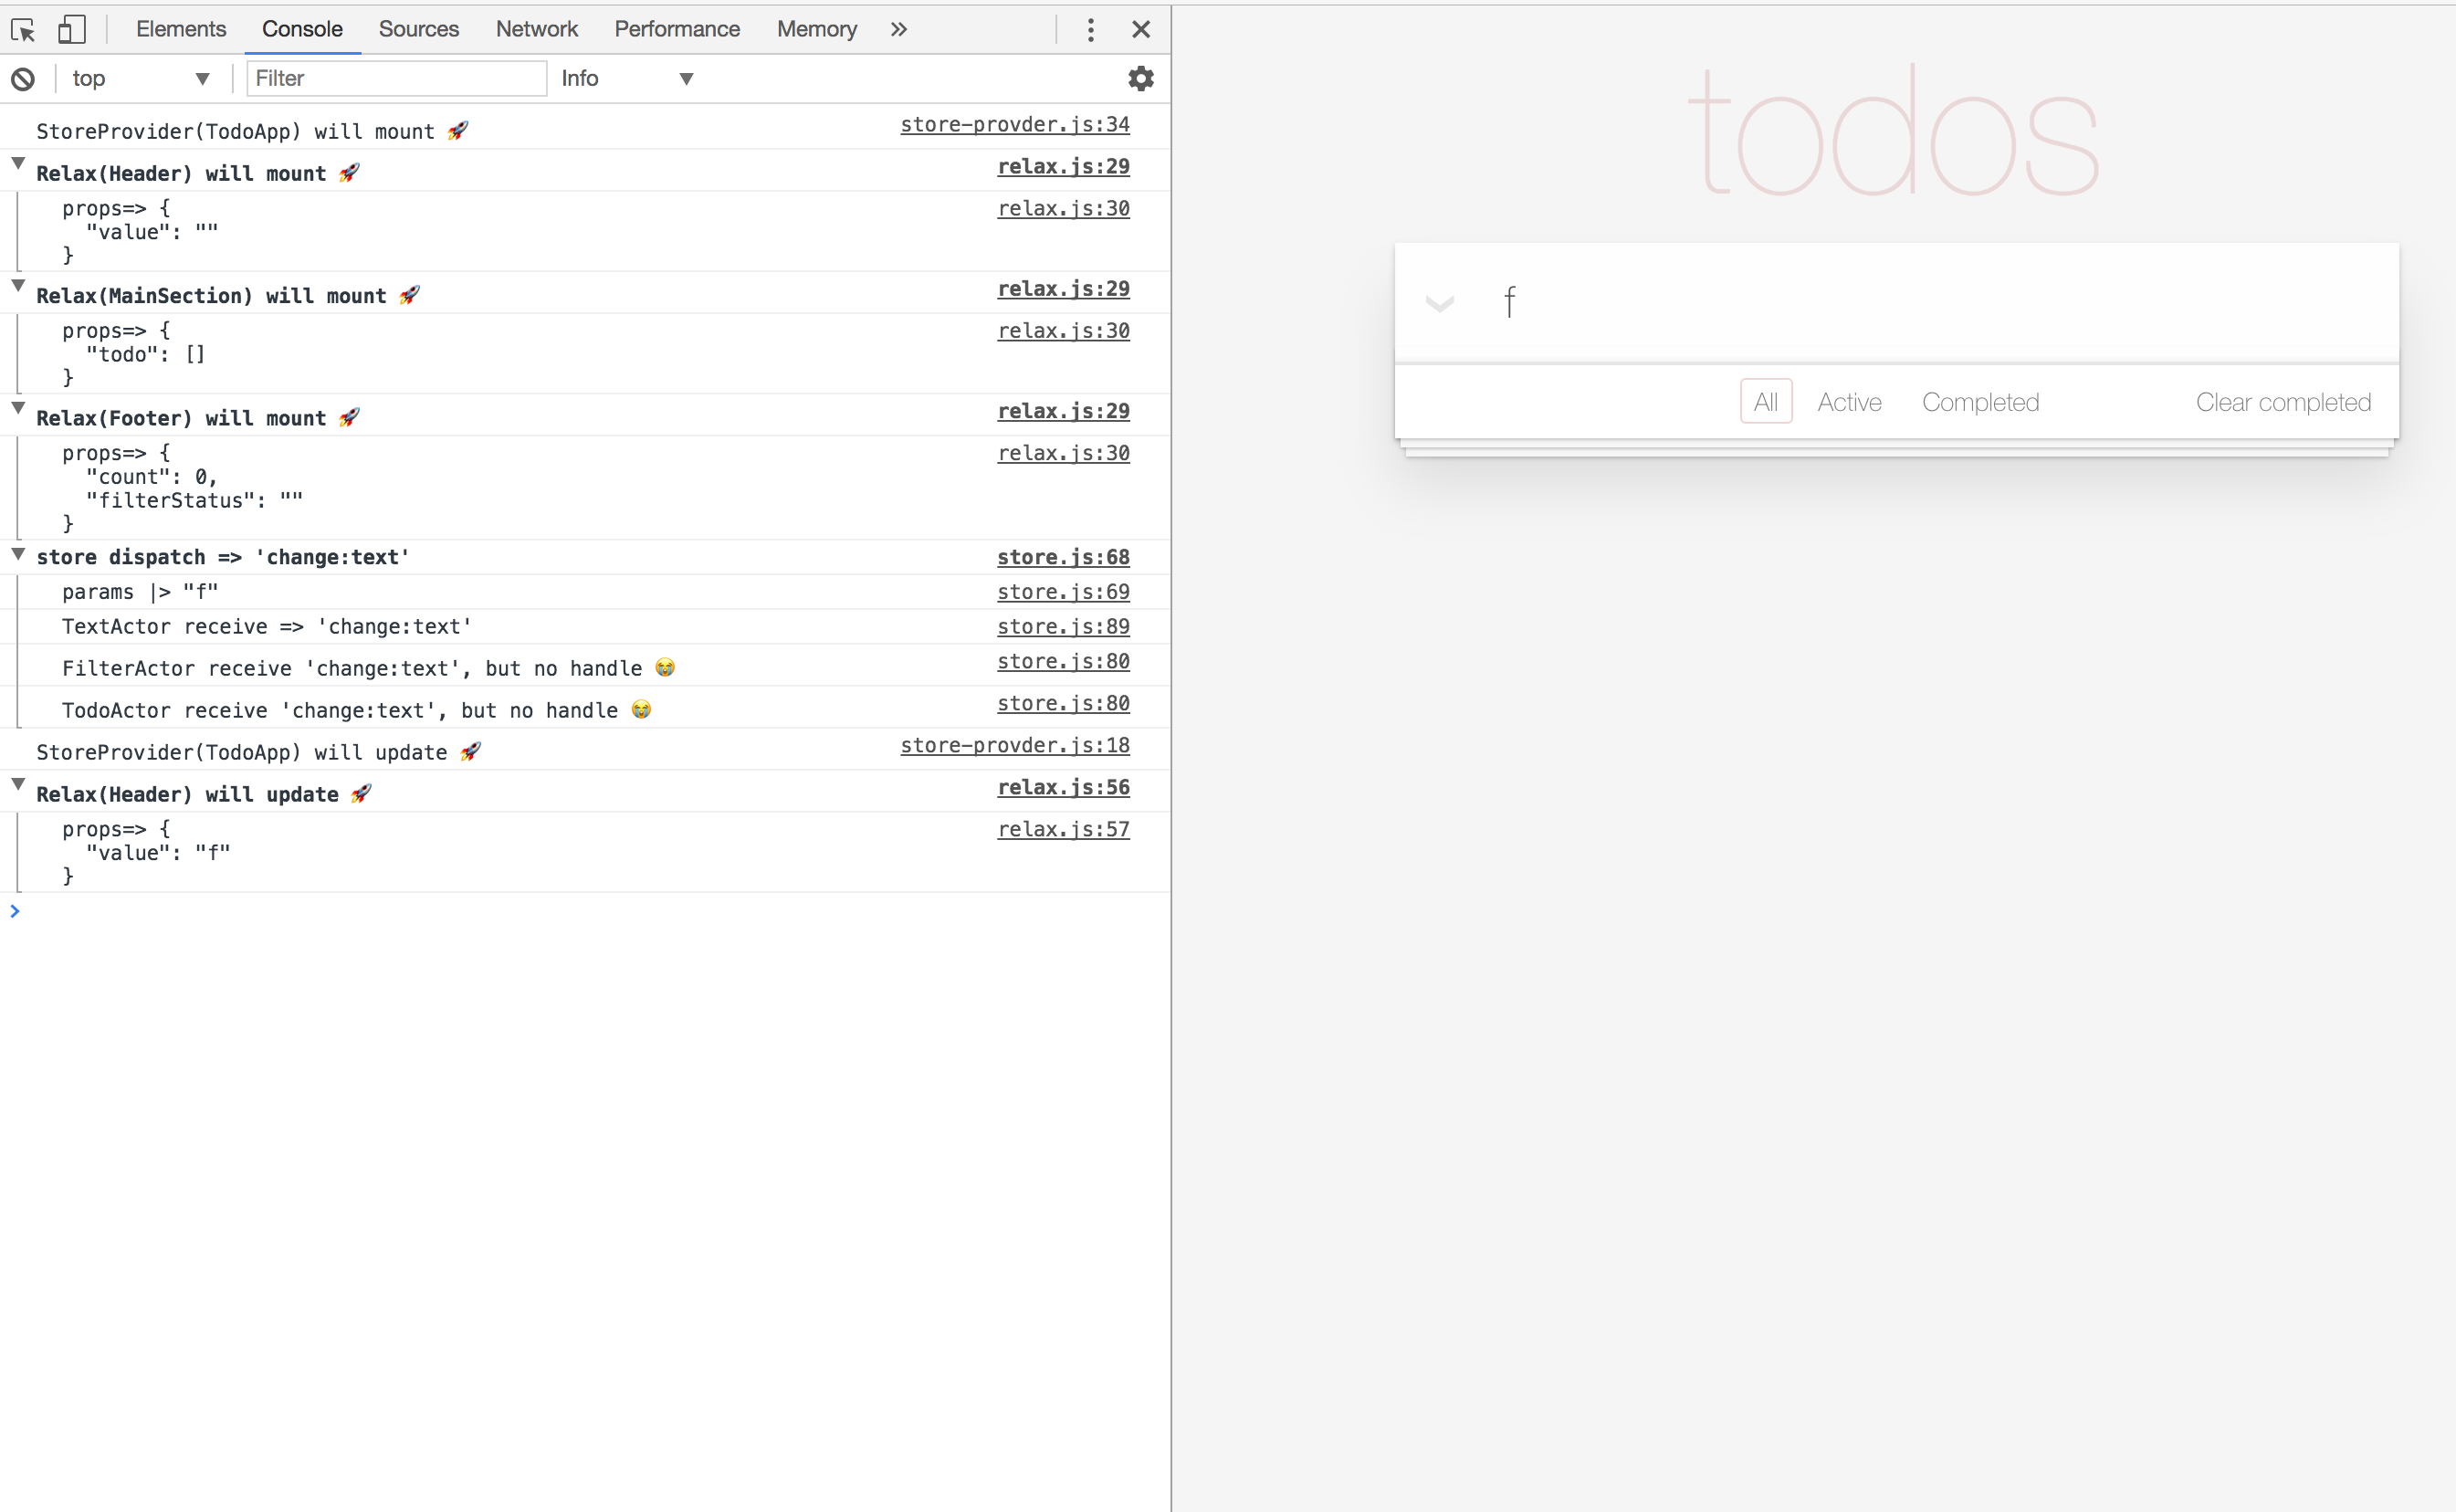 Elements Console Sources Network Performance Memory »
top ▼ Filter Info ▼
StoreProvider(TodoApp) will mount 🚀 store-provder.js:34
▼ Relax(Header) will mount 🚀 relax.js:29
props=> { relax.js:30
"value": ""
}
▼ Relax(MainSection) will mount 🚀 relax.js:29
props=> { relax.js:30
"todo": []
}
▼ Relax(Footer) will mount 🚀 relax.js:29
props=> { relax.js:30
"count": 0,
"filterStatus": ""
}
▼ store dispatch => 'change:text' store.js:68
params |> "f" store.js:69
TextActor receive => 'change:text' store.js:89
FilterActor receive 'change:text', but no handle 😭 store.js:80
TodoActor receive 'change:text', but no handle 😭 store.js:80
StoreProvider(TodoApp) will update 🚀 store-provder.js:18
▼ Relax(Header) will update 🚀 relax.js:56
props=> { relax.js:57
"value": "f"
}
>
todos
f
All Active Completed Clear completed